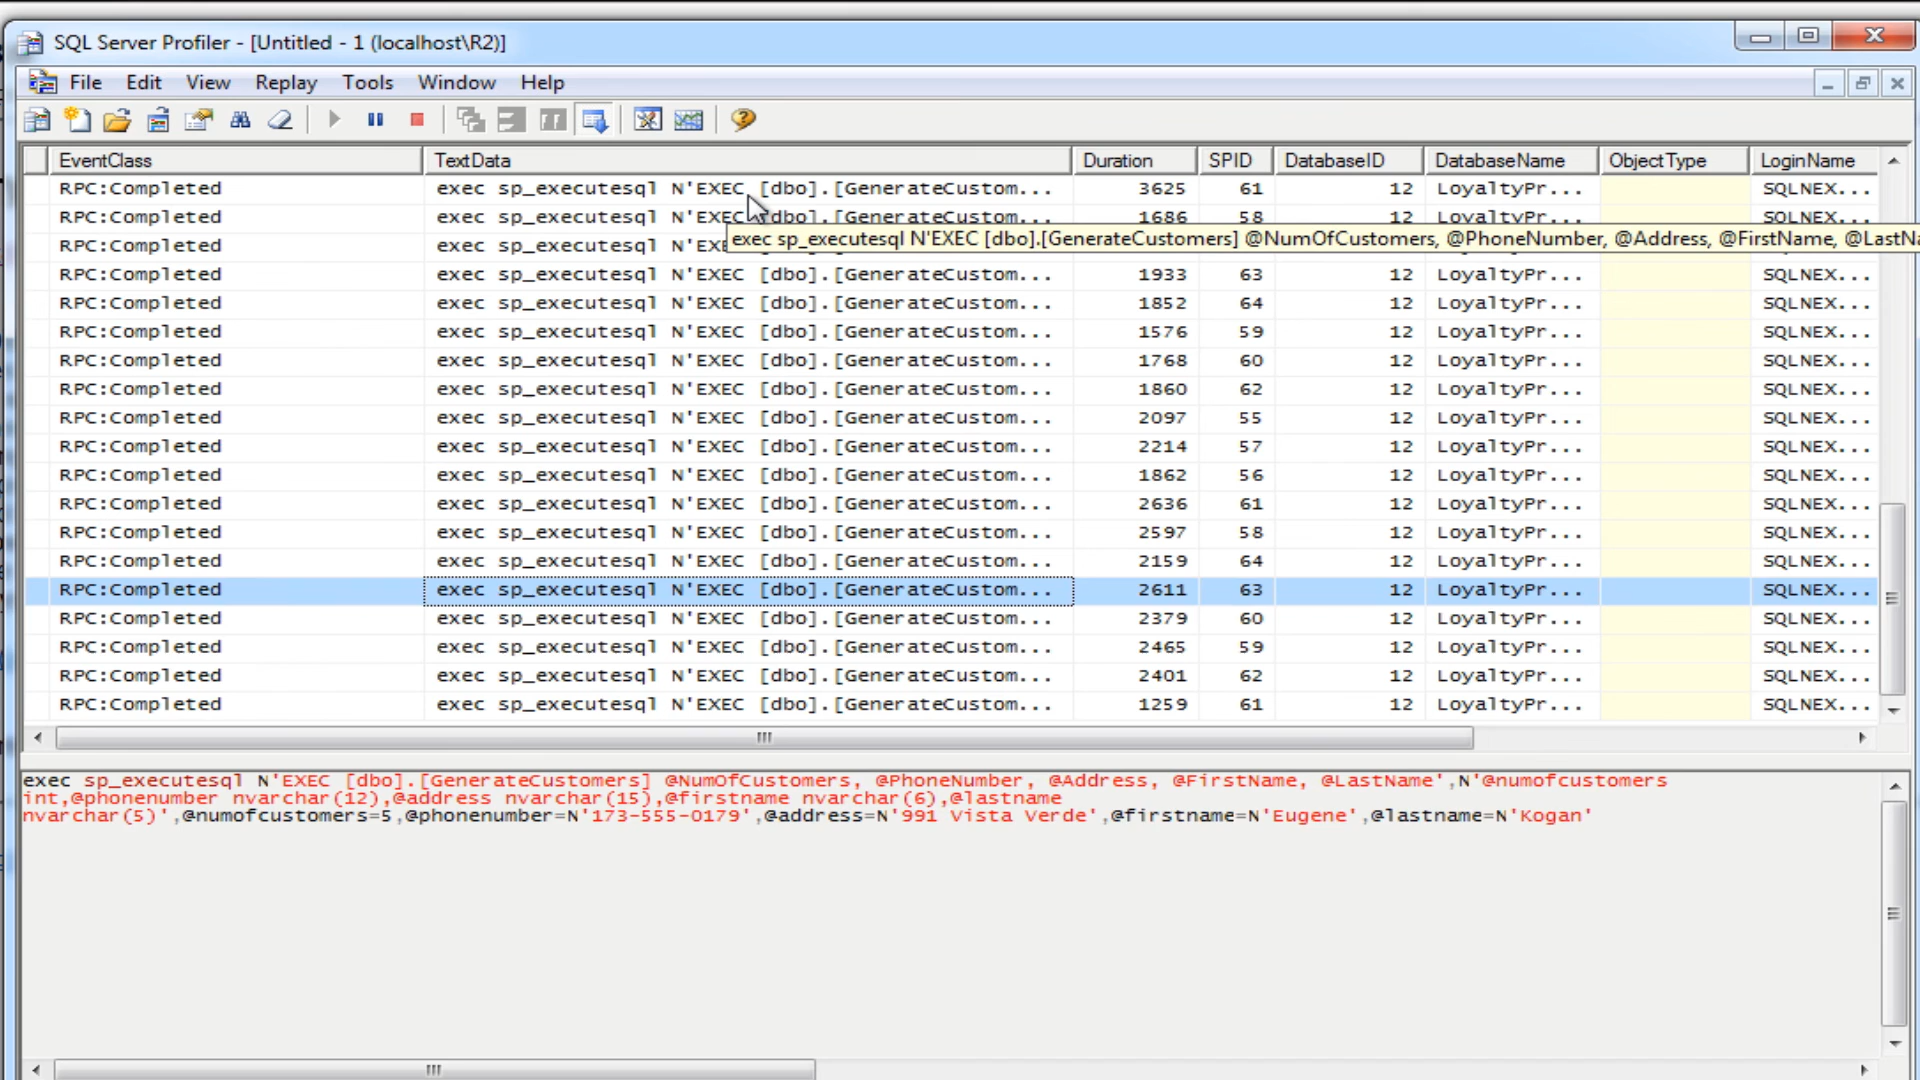 SQL Server Profiler - [Untitled - 1 (localhost\R2)]
File Edit View Replay Tools Window Help
EventClass TextData Duration SPID DatabaseID DatabaseName ObjectType LoginName
RPC:Completed exec sp_executesql N'EXEC [dbo].[GenerateCustom... 3625 61 12 LoyaltyPr... SQLNEX...
RPC:Completed exec sp_executesql N'EXEC [dbo].[GenerateCustom... 1686 58 12 LoyaltyPr... SQLNEX...
RPC:Completed exec sp_executesql N'EXE
exec sp_executesql N'EXEC [dbo].[GenerateCustomers] @NumOfCustomers, @PhoneNumber, @Address, @FirstName, @LastNa
RPC:Completed exec sp_executesql N'EXEC [dbo].[GenerateCustom... 1933 63 12 LoyaltyPr... SQLNEX...
RPC:Completed exec sp_executesql N'EXEC [dbo].[GenerateCustom... 1852 64 12 LoyaltyPr... SQLNEX...
RPC:Completed exec sp_executesql N'EXEC [dbo].[GenerateCustom... 1576 59 12 LoyaltyPr... SQLNEX...
RPC:Completed exec sp_executesql N'EXEC [dbo].[GenerateCustom... 1768 60 12 LoyaltyPr... SQLNEX...
RPC:Completed exec sp_executesql N'EXEC [dbo].[GenerateCustom... 1860 62 12 LoyaltyPr... SQLNEX...
RPC:Completed exec sp_executesql N'EXEC [dbo].[GenerateCustom... 2097 55 12 LoyaltyPr... SQLNEX...
RPC:Completed exec sp_executesql N'EXEC [dbo].[GenerateCustom... 2214 57 12 LoyaltyPr... SQLNEX...
RPC:Completed exec sp_executesql N'EXEC [dbo].[GenerateCustom... 1862 56 12 LoyaltyPr... SQLNEX...
RPC:Completed exec sp_executesql N'EXEC [dbo].[GenerateCustom... 2636 61 12 LoyaltyPr... SQLNEX...
RPC:Completed exec sp_executesql N'EXEC [dbo].[GenerateCustom... 2597 58 12 LoyaltyPr... SQLNEX...
RPC:Completed exec sp_executesql N'EXEC [dbo].[GenerateCustom... 2159 64 12 LoyaltyPr... SQLNEX...
RPC:Completed exec sp_executesql N'EXEC [dbo].[GenerateCustom... 2611 63 12 LoyaltyPr... SQLNEX...
RPC:Completed exec sp_executesql N'EXEC [dbo].[GenerateCustom... 2379 60 12 LoyaltyPr... SQLNEX...
RPC:Completed exec sp_executesql N'EXEC [dbo].[GenerateCustom... 2465 59 12 LoyaltyPr... SQLNEX...
RPC:Completed exec sp_executesql N'EXEC [dbo].[GenerateCustom... 2401 62 12 LoyaltyPr... SQLNEX...
RPC:Completed exec sp_executesql N'EXEC [dbo].[GenerateCustom... 1259 61 12 LoyaltyPr... SQLNEX...
exec sp_executesql N'EXEC [dbo].[GenerateCustomers] @NumOfCustomers, @PhoneNumber, @Address, @FirstName, @LastName',N'@numofcustomers
int,@phonenumber nvarchar(12),@address nvarchar(15),@firstname nvarchar(6),@lastname
nvarchar(5)',@numofcustomers=5,@phonenumber=N'173-555-0179',@address=N'991 Vista Verde',@firstname=N'Eugene',@lastname=N'Kogan'